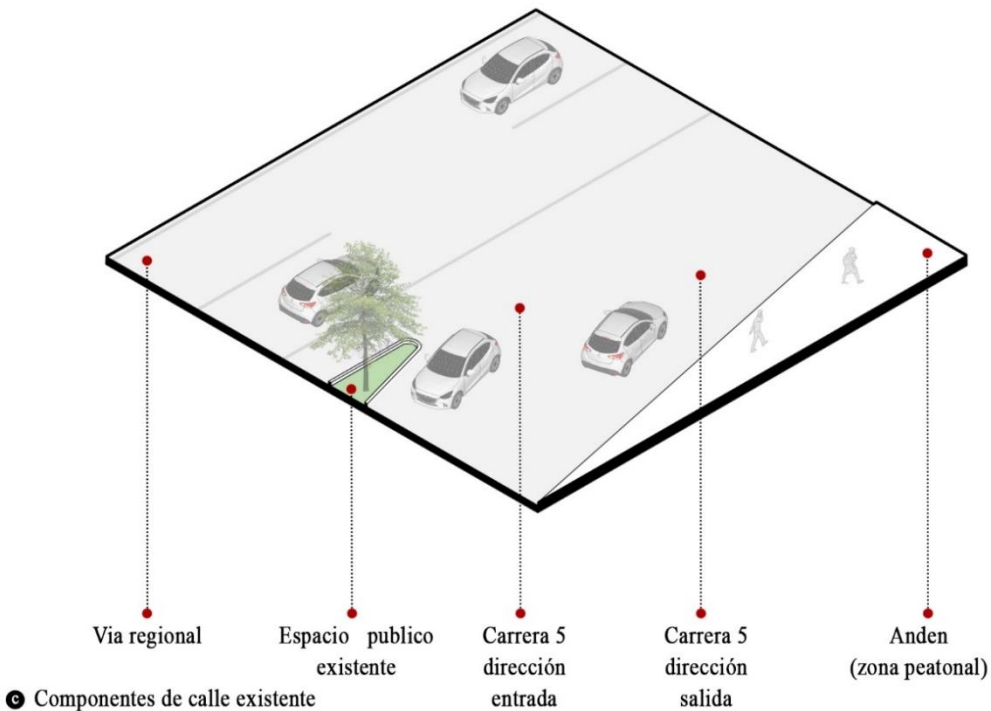 Via regional
Espacio publico
existente
Carrera 5
dirección
entrada
Carrera 5
dirección
salida
Anden
(zona peatonal)
c Componentes de calle existente